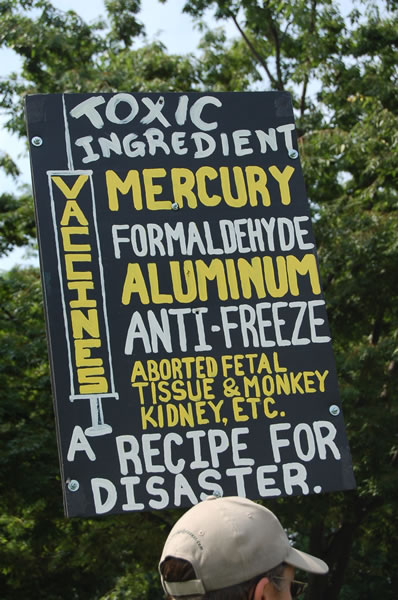 TOXIC
INGREDIENT
VACCINES
MERCURY
FORMALDEHYDE
ALUMINUM
ANTI-FREEZE
ABORTED FETAL
TISSUE & MONKEY
KIDNEY, ETC.
A RECIPE FOR
DISASTER.